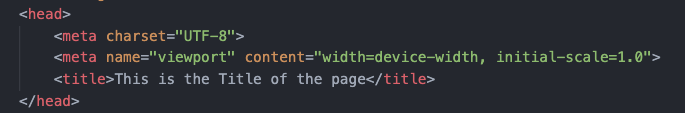 <head>
<meta charset="UTF-8">
<meta name="viewport" content="width=device-width, initial-scale=1.0">
<title>This is the Title of the page</title>
</head>